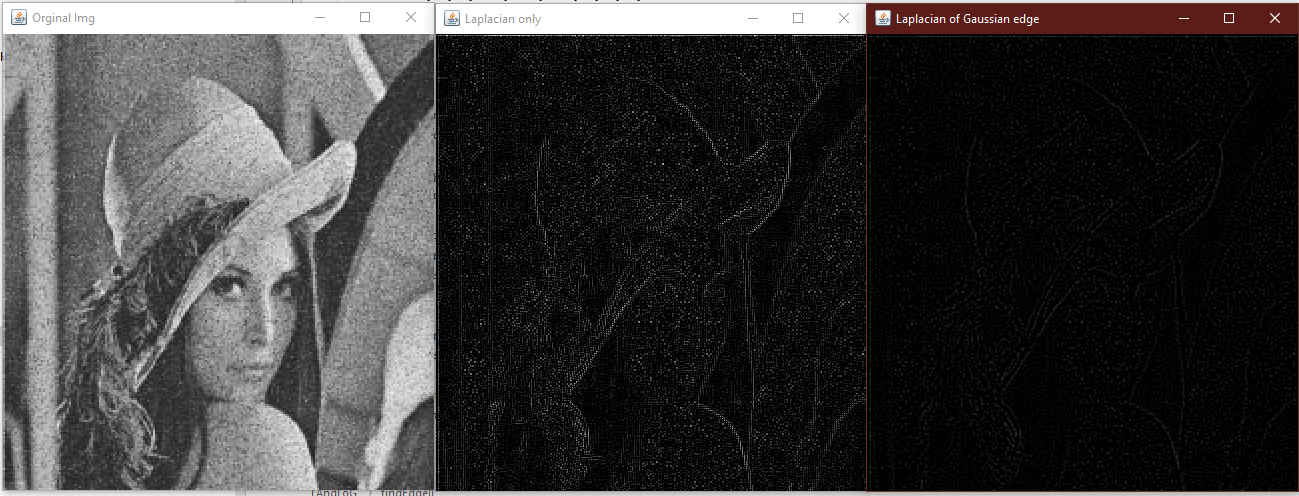 Orginal Img
Laplacian only
Laplacian of Gaussian edge